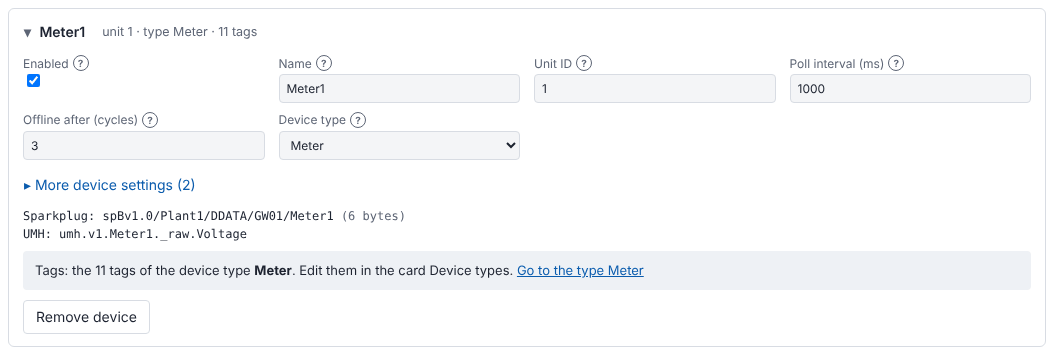 ▼ Meter1 unit 1 · type Meter · 11 tags
Enabled ? Name ? Unit ID ? Poll interval (ms) ?
Meter1 1 1000
Offline after (cycles) ? Device type ?
3 Meter
▸ More device settings (2)
Sparkplug: spBv1.0/Plant1/DDATA/GW01/Meter1 (6 bytes)
UMH: umh.v1.Meter1._raw.Voltage
Tags: the 11 tags of the device type Meter. Edit them in the card Device types. Go to the type Meter
Remove device